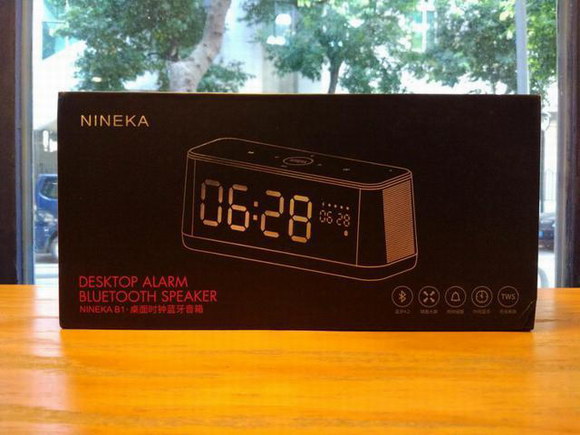 NINEKA
06:28
06 28
DESKTOP ALARM
BLUETOOTH SPEAKER
NINEKA B1·桌面时钟蓝牙音箱
TWS